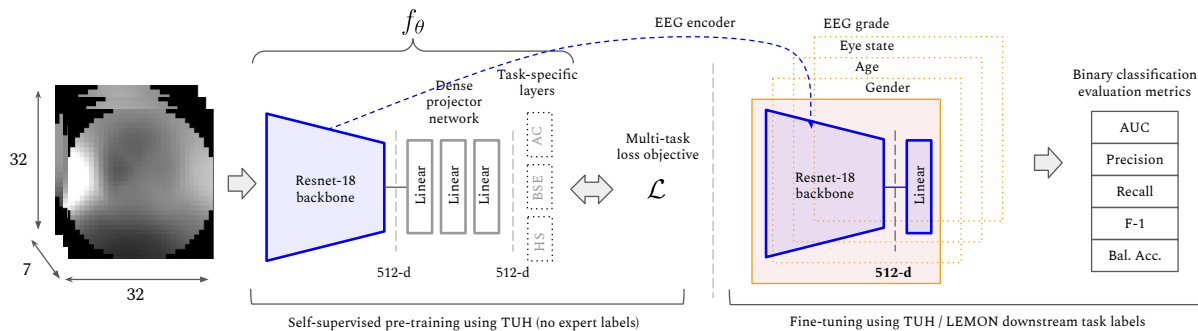 f_θ
EEG encoder
EEG grade
Eye state
Age
Gender
Task-specific
layers
Dense
projector
network
Binary classification
evaluation metrics
32
7
32
Resnet-18
backbone
Linear
Linear
Linear
AC
BSE
HS
512-d
512-d
Multi-task
loss objective
ℒ
Resnet-18
backbone
Linear
512-d
AUC
Precision
Recall
F-1
Bal. Acc.
Self-supervised pre-training using TUH (no expert labels)
Fine-tuning using TUH / LEMON downstream task labels